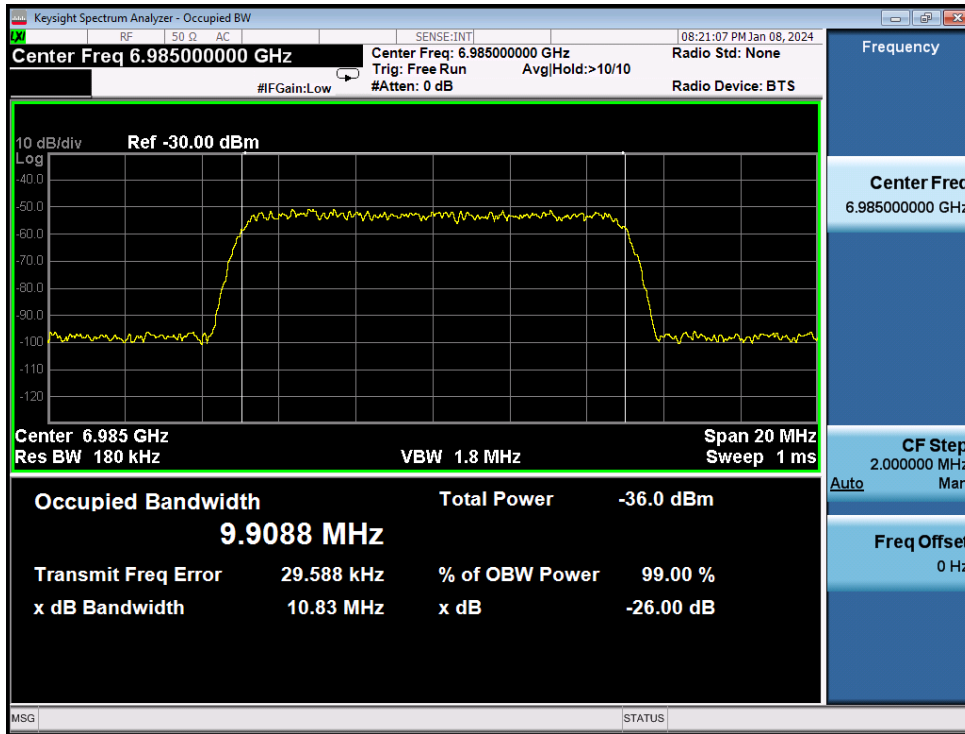 Keysight Spectrum Analyzer - Occupied BW
LXI RF 50 Ω AC SENSE:INT 08:21:07 PM Jan 08, 2024
Center Freq 6.985000000 GHz
Center Freq: 6.985000000 GHz Radio Std: None
Trig: Free Run Avg|Hold:>10/10
#IFGain:Low #Atten: 0 dB Radio Device: BTS
10 dB/div Ref -30.00 dBm
Log
-40.0
-50.0
-60.0
-70.0
-80.0
-90.0
-100
-110
-120
Center 6.985 GHz Span 20 MHz
Res BW 180 kHz VBW 1.8 MHz Sweep 1 ms
Occupied Bandwidth Total Power -36.0 dBm
9.9088 MHz
Transmit Freq Error 29.588 kHz % of OBW Power 99.00 %
x dB Bandwidth 10.83 MHz x dB -26.00 dB
MSG STATUS
Frequency
Center Freq
6.985000000 GHz
CF Step
2.000000 MHz
Auto Man
Freq Offset
0 Hz